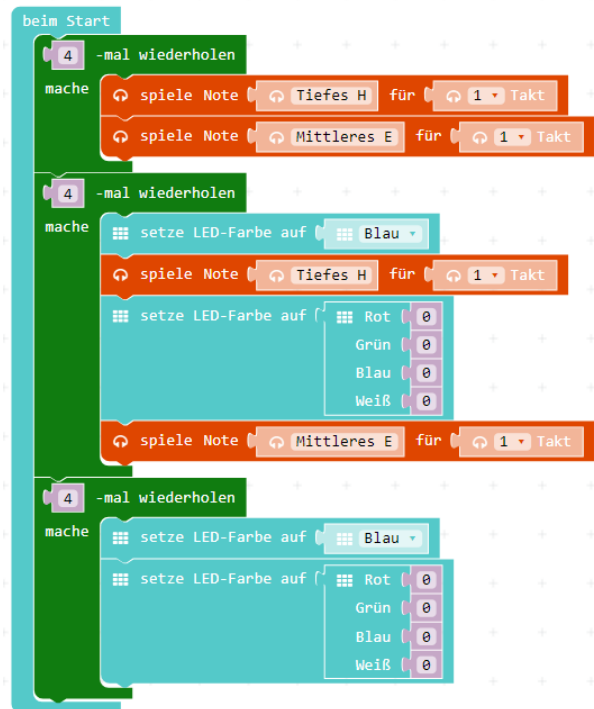 beim Start
4 -mal wiederholen
mache
spiele Note Tiefes H für 1 Takt
spiele Note Mittleres E für 1 Takt
4 -mal wiederholen
mache
setze LED-Farbe auf Blau
spiele Note Tiefes H für 1 Takt
setze LED-Farbe auf Rot 0
Grün 0
Blau 0
Weiß 0
spiele Note Mittleres E für 1 Takt
4 -mal wiederholen
mache
setze LED-Farbe auf Blau
setze LED-Farbe auf Rot 0
Grün 0
Blau 0
Weiß 0